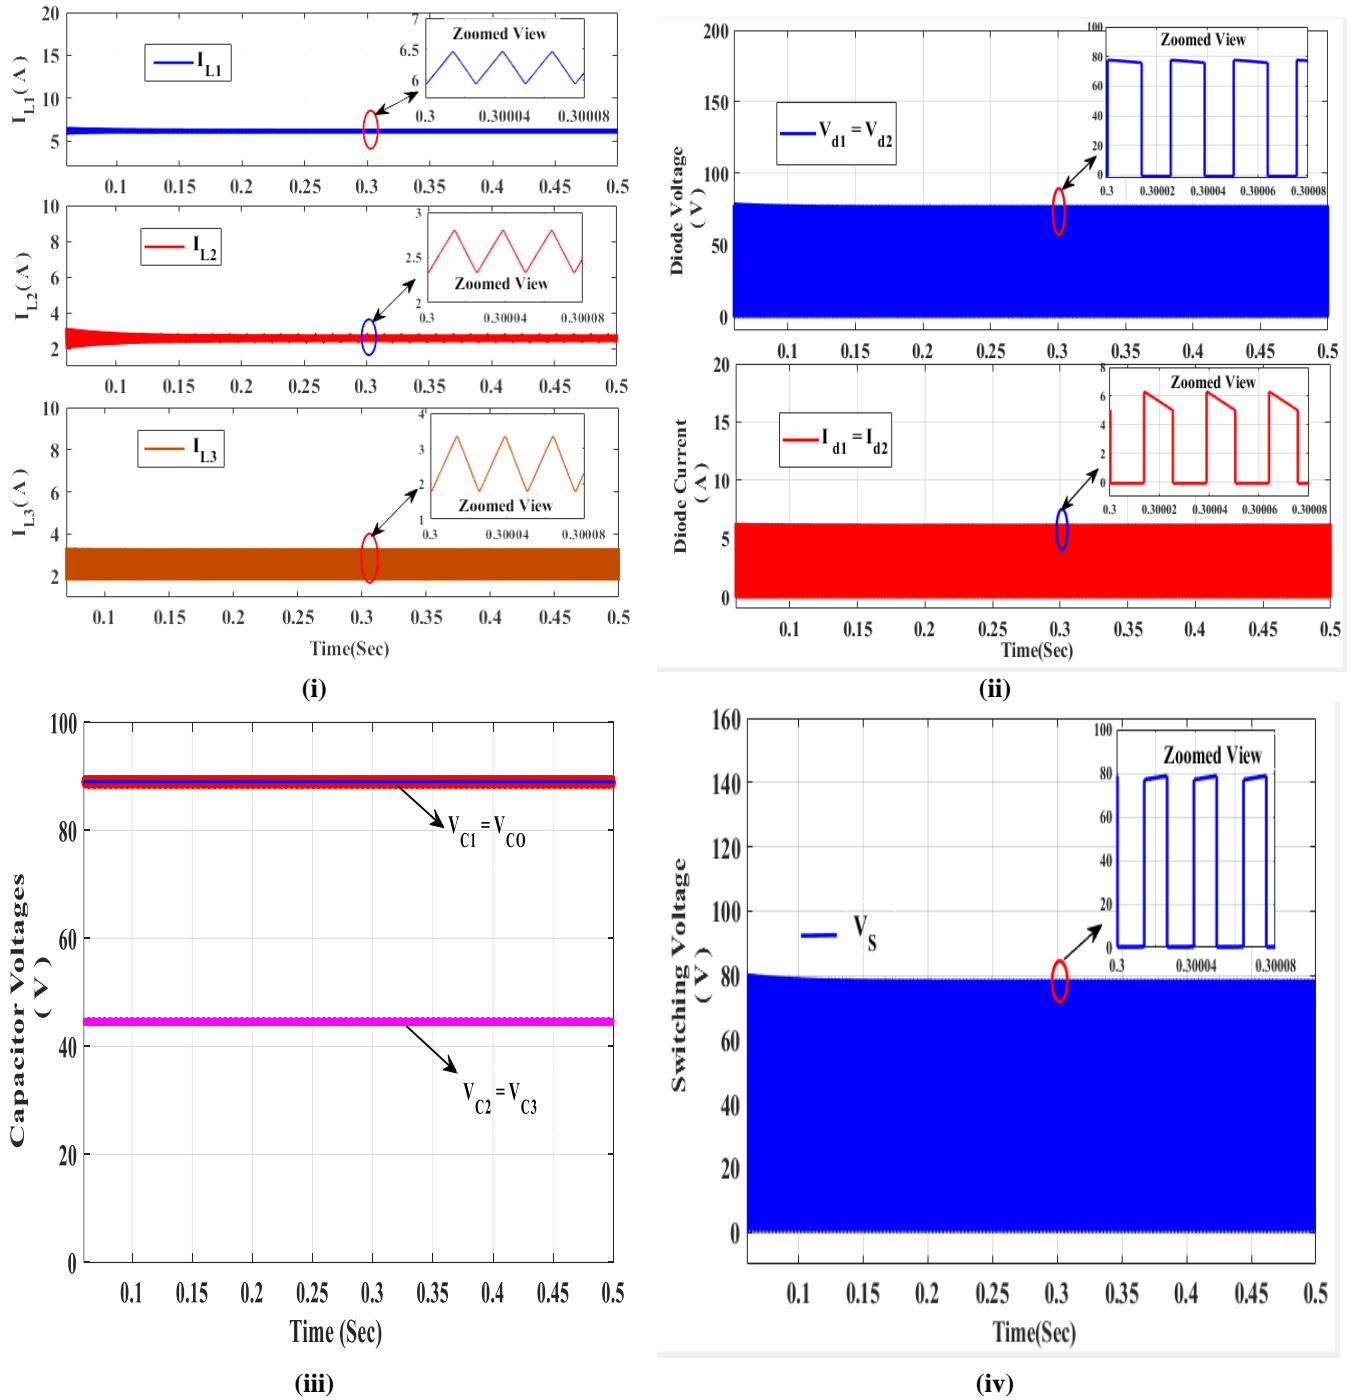 20
15
10
5
I_L1 ( A )
I_L1
7
6.5
6
Zoomed View
0.3 0.30004 0.30008
0.1 0.15 0.2 0.25 0.3 0.35 0.4 0.45 0.5
10
8
6
4
2
I_L2 ( A )
I_L2
3
2.5
2
Zoomed View
0.3 0.30004 0.30008
0.1 0.15 0.2 0.25 0.3 0.35 0.4 0.45 0.5
10
8
6
4
2
I_L3 ( A )
I_L3
4
3
2
1
Zoomed View
0.3 0.30004 0.30008
0.1 0.15 0.2 0.25 0.3 0.35 0.4 0.45 0.5
Time(Sec)
(i)
200
150
100
50
0
Diode Voltage
( V )
V_d1 = V_d2
100
80
60
40
20
0
Zoomed View
0.3 0.30002 0.30004 0.30006 0.30008
0.1 0.15 0.2 0.25 0.3 0.35 0.4 0.45 0.5
20
15
10
5
0
Diode Current
( A )
I_d1 = I_d2
8
6
4
2
0
Zoomed View
0.3 0.30002 0.30004 0.30006 0.30008
0.1 0.15 0.2 0.25 0.3 0.35 0.4 0.45 0.5
Time(Sec)
(ii)
100
80
60
40
20
0
Capacitor Voltages
( V )
V_C1 = V_CO
V_C2 = V_C3
0.1 0.15 0.2 0.25 0.3 0.35 0.4 0.45 0.5
Time (Sec)
(iii)
160
140
120
100
80
60
40
20
0
Switching Voltage
( V )
V_S
100
80
60
40
20
0
Zoomed View
0.3 0.30004 0.30008
0.1 0.15 0.2 0.25 0.3 0.35 0.4 0.45 0.5
Time(Sec)
(iv)